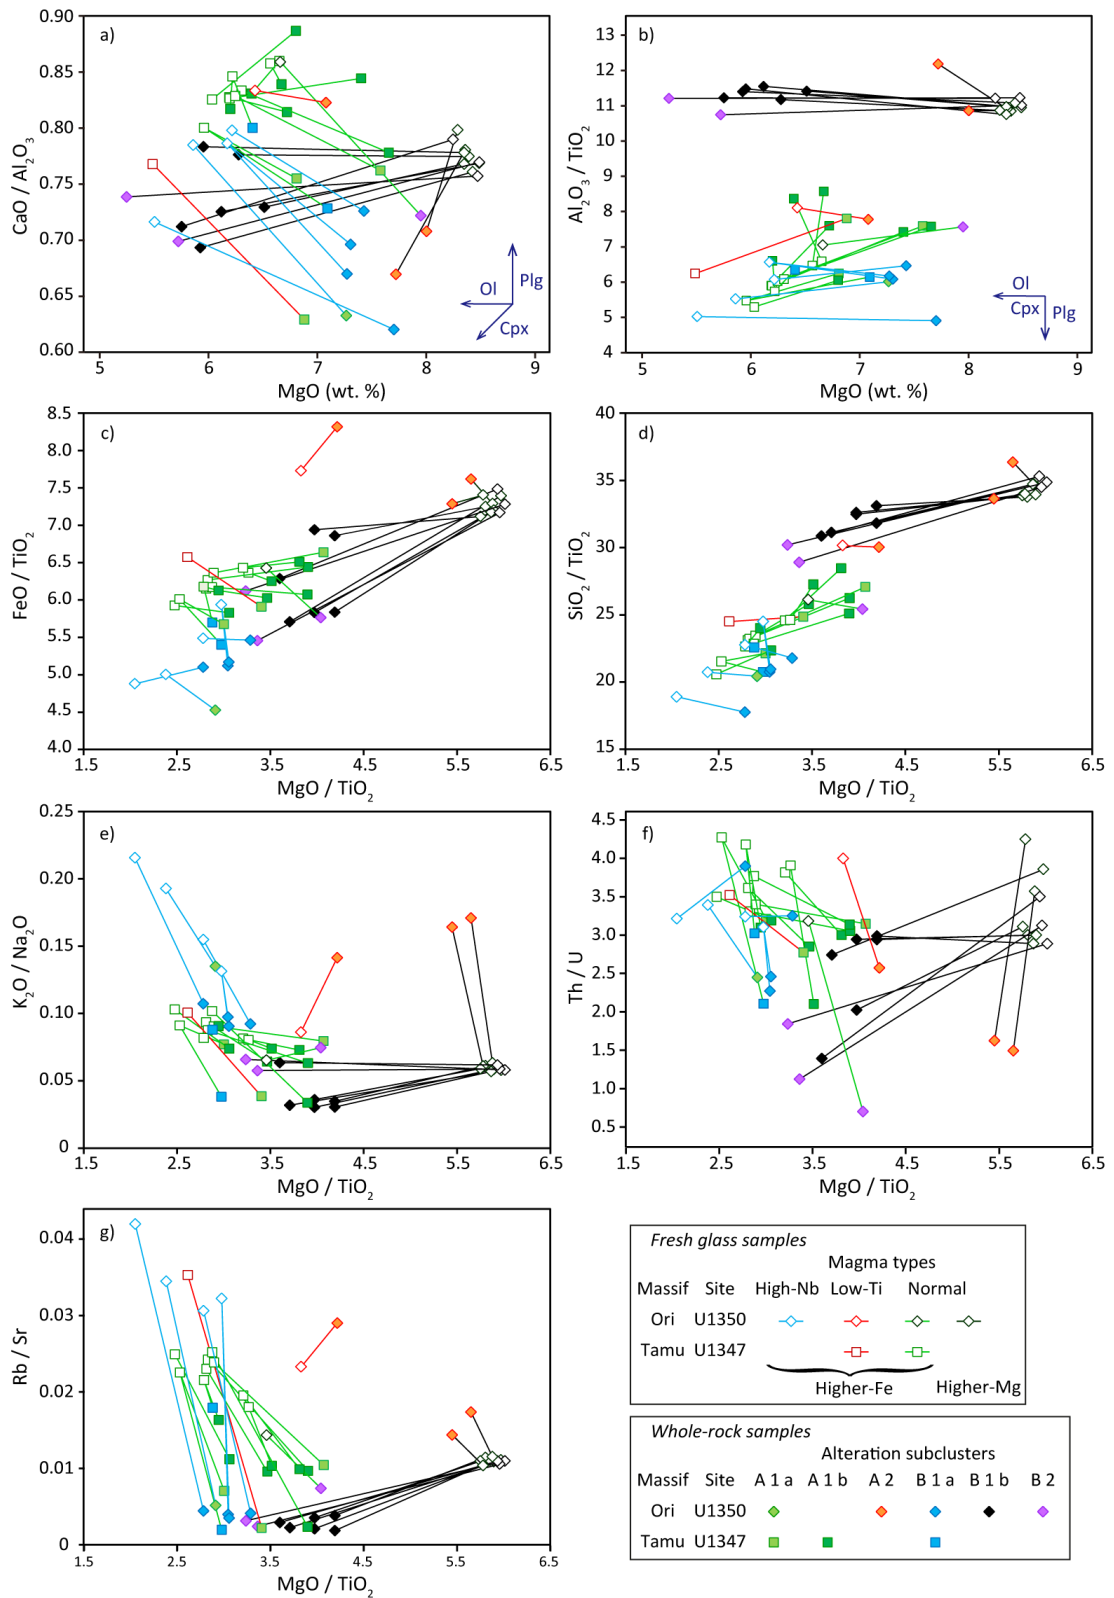 a)
0.90
0.85
0.80
0.75
0.70
0.65
0.60
CaO / Al₂O₃
5 6 7 8 9
MgO (wt. %)
Ol
Plg
Cpx
b)
13
12
11
10
9
8
7
6
5
4
Al₂O₃ / TiO₂
5 6 7 8 9
MgO (wt. %)
Ol
Cpx
Plg
c)
8.5
8.0
7.5
7.0
6.5
6.0
5.5
5.0
4.5
4.0
FeO / TiO₂
1.5 2.5 3.5 4.5 5.5 6.5
MgO / TiO₂
d)
40
35
30
25
20
15
SiO₂ / TiO₂
1.5 2.5 3.5 4.5 5.5 6.5
MgO / TiO₂
e)
0.25
0.20
0.15
0.10
0.05
0
K₂O / Na₂O
1.5 2.5 3.5 4.5 5.5 6.5
MgO / TiO₂
f)
4.5
4.0
3.5
3.0
2.5
2.0
1.5
1.0
0.5
Th / U
1.5 2.5 3.5 4.5 5.5 6.5
MgO / TiO₂
g)
0.04
0.03
0.02
0.01
0
Rb / Sr
1.5 2.5 3.5 4.5 5.5 6.5
MgO / TiO₂
Fresh glass samples
Magma types
Massif Site High-Nb Low-Ti Normal
Ori U1350
Tamu U1347
Higher-Fe Higher-Mg
Whole-rock samples
Alteration subclusters
Massif Site A 1 a A 1 b A 2 B 1 a B 1 b B 2
Ori U1350
Tamu U1347